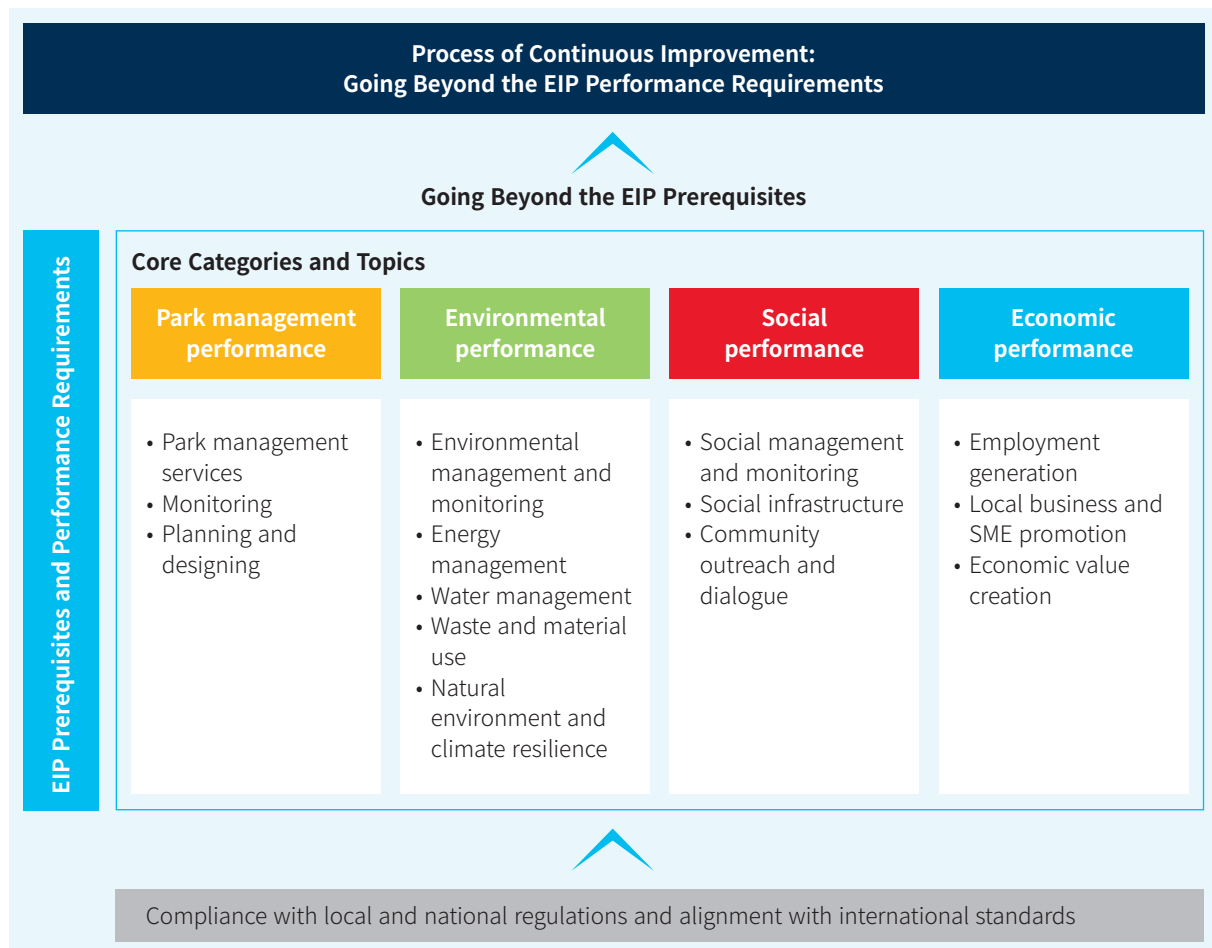 Process of Continuous Improvement:
Going Beyond the EIP Performance Requirements
Going Beyond the EIP Prerequisites
EIP Prerequisites and Performance Requirements
Core Categories and Topics
Park management
performance
• Park management
services
• Monitoring
• Planning and
designing
Environmental
performance
• Environmental
management and
monitoring
• Energy
management
• Water management
• Waste and material
use
• Natural
environment and
climate resilience
Social
performance
• Social management
and monitoring
• Social infrastructure
• Community
outreach and
dialogue
Economic
performance
• Employment
generation
• Local business and
SME promotion
• Economic value
creation
Compliance with local and national regulations and alignment with international standards